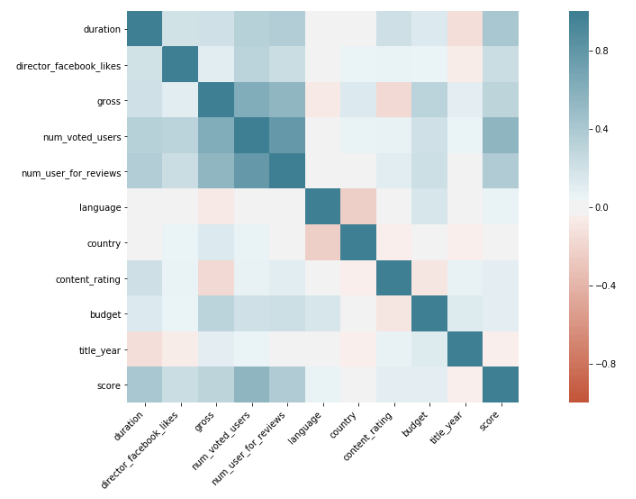 duration
director_facebook_likes
gross
num_voted_users
num_user_for_reviews
language
country
content_rating
budget
title_year
score
duration
director_facebook_likes
gross
num_voted_users
num_user_for_reviews
language
country
content_rating
budget
title_year
score
0.8
0.4
0.0
−0.4
−0.8